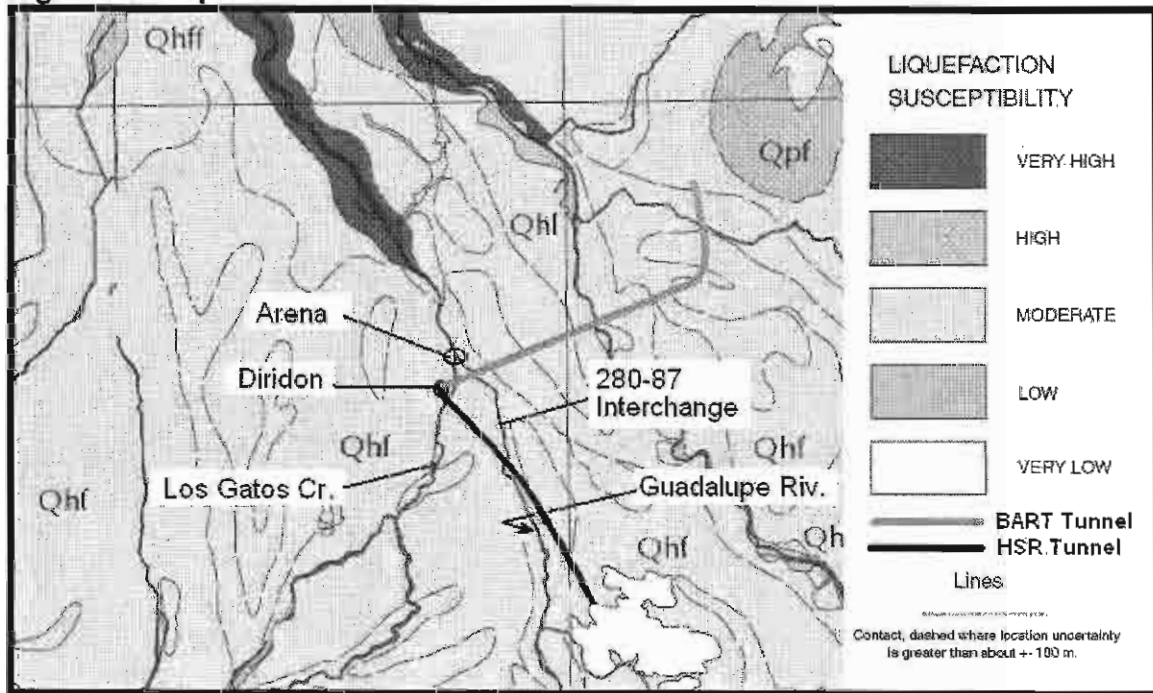 Qhff
Qpf
Qhl
Arena
Diridon
280-87
Interchange
Qhf
Los Gatos Cr.
Guadalupe Riv.
Qhf
Qhf
Qh
LIQUEFACTION
SUSCEPTIBILITY
VERY HIGH
HIGH
MODERATE
LOW
VERY LOW
BART Tunnel
HSR Tunnel
Lines
Contact, dashed where location uncertainty
is greater than about +- 100 m.